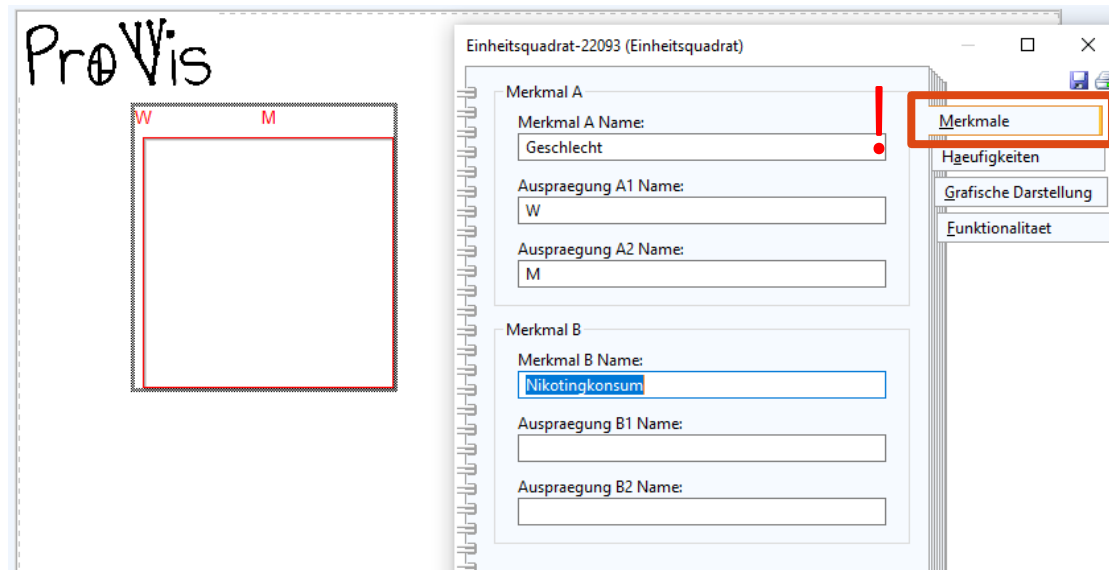 ProVis
W M
Einheitsquadrat-22093 (Einheitsquadrat)
Merkmal A
Merkmal A Name:
Geschlecht
!
Auspraegung A1 Name:
W
Auspraegung A2 Name:
M
Merkmal B
Merkmal B Name:
Nikotingkonsum
Auspraegung B1 Name:
Auspraegung B2 Name:
Merkmale
Haeufigkeiten
Grafische Darstellung
Funktionalitaet